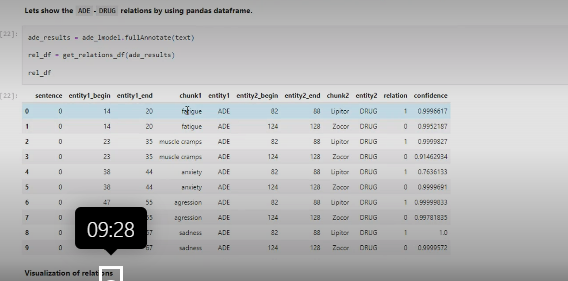 Lets show the ADE - DRUG relations by using pandas dataframe.
[22]: ade_results = ade_lmodel.fullAnnotate(text)
rel_df = get_relations_df(ade_results)
rel_df
[22]: sentence entity1_begin entity1_end chunk1 entity1 entity2_begin entity2_end chunk2 entity2 relation confidence
0 0 14 20 fatigue ADE 82 88 Lipitor DRUG 1 0.9996617
1 0 14 20 fatigue ADE 124 128 Zocor DRUG 0 0.9952187
2 0 23 35 muscle cramps ADE 82 88 Lipitor DRUG 1 0.9999827
3 0 23 35 muscle cramps ADE 124 128 Zocor DRUG 0 0.91462934
4 0 38 44 anxiety ADE 82 88 Lipitor DRUG 1 0.7636133
5 0 38 44 anxiety ADE 124 128 Zocor DRUG 0 0.9999691
6 0 47 55 agression ADE 82 88 Lipitor DRUG 1 0.99999833
7 0 55 agression ADE 124 128 Zocor DRUG 0 0.99781835
8 0 67 sadness ADE 82 88 Lipitor DRUG 1 1.0
9 0 67 sadness ADE 124 128 Zocor DRUG 0 0.9999572
09:28
Visualization of relations